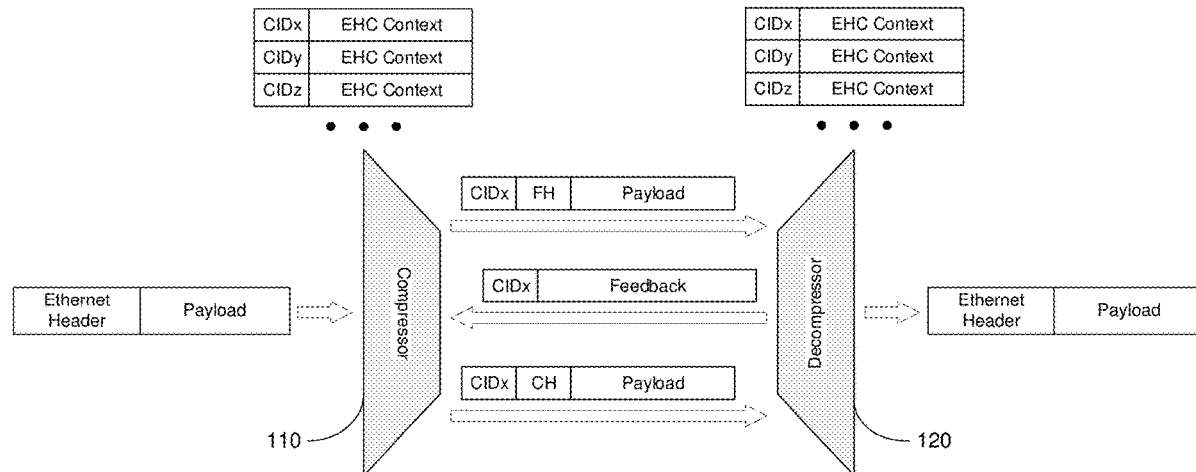 CIDx EHC Context
CIDy EHC Context
CIDz EHC Context
CIDx EHC Context
CIDy EHC Context
CIDz EHC Context
CIDx FH Payload
CIDx Feedback
CIDx CH Payload
Ethernet
Header
Payload
Compressor
Decompressor
Ethernet
Header
Payload
110
120